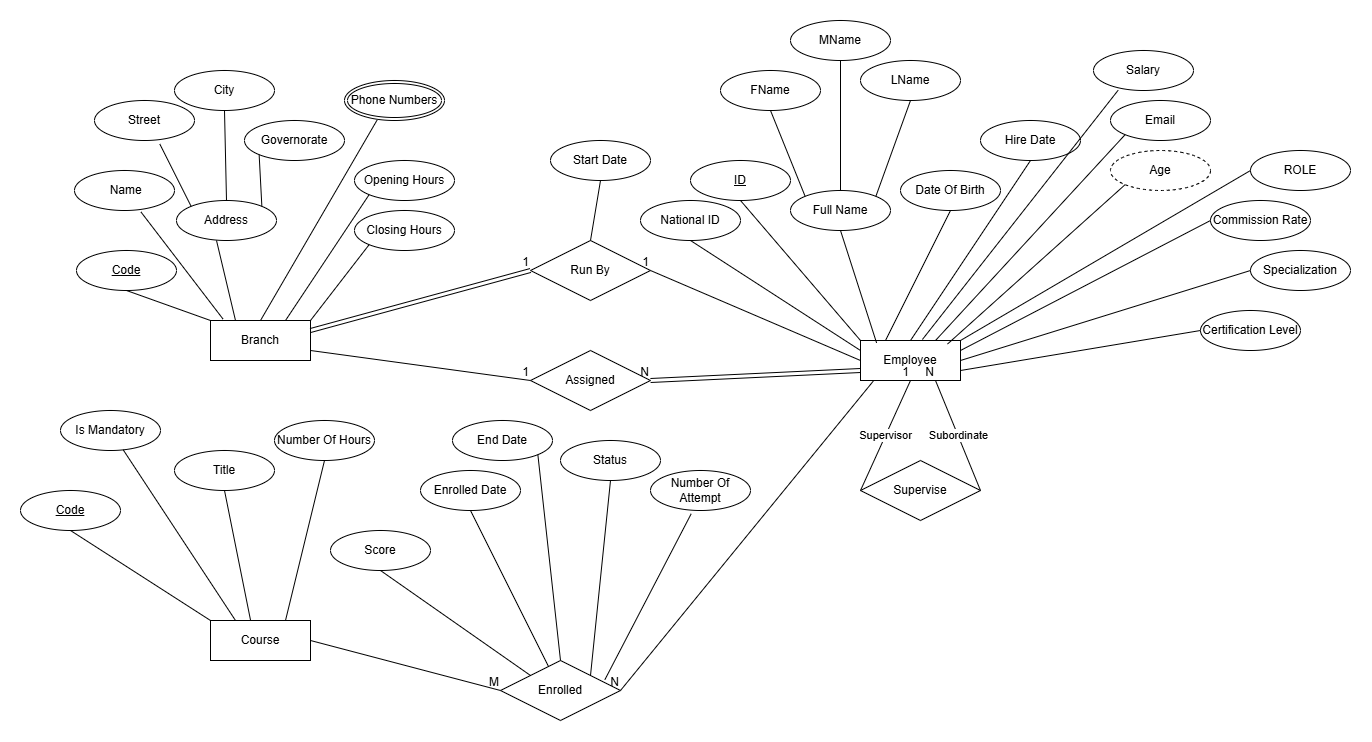 MName
Salary
City
FName
LName
Phone Numbers
Street
Email
Governorate
Hire Date
Start Date
Age
ROLE
Name
Opening Hours
ID
Date Of Birth
Address
National ID
Full Name
Commission Rate
Closing Hours
Code
1
Run By
1
Specialization
Certification Level
Branch
Employee
1
Assigned
N
1
N
Is Mandatory
Number Of Hours
End Date
Supervisor
Subordinate
Title
Status
Code
Enrolled Date
Number Of
Attempt
Supervise
Score
Course
M
Enrolled
N